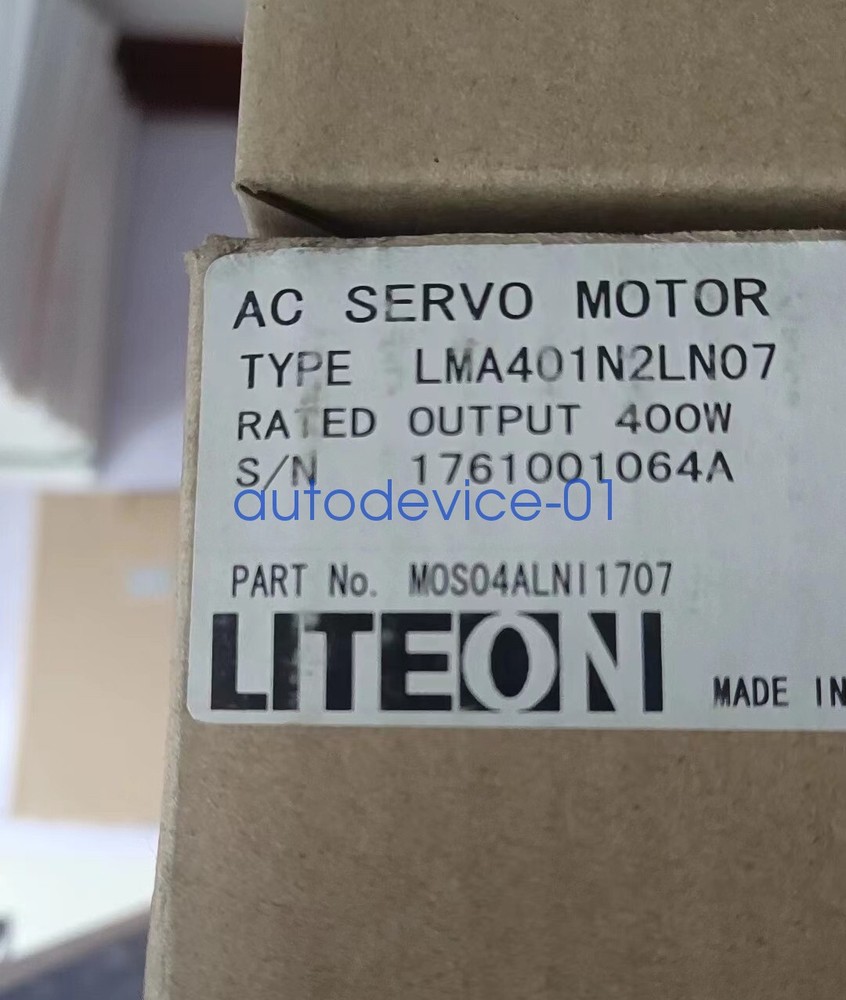 AC SERVO MOTOR
TYPE LMA401N2LN07
RATED OUTPUT 400W
S/N 1761001064A
autodevice-01
PART No. MOS04ALNI1707
LITEON
MADE IN